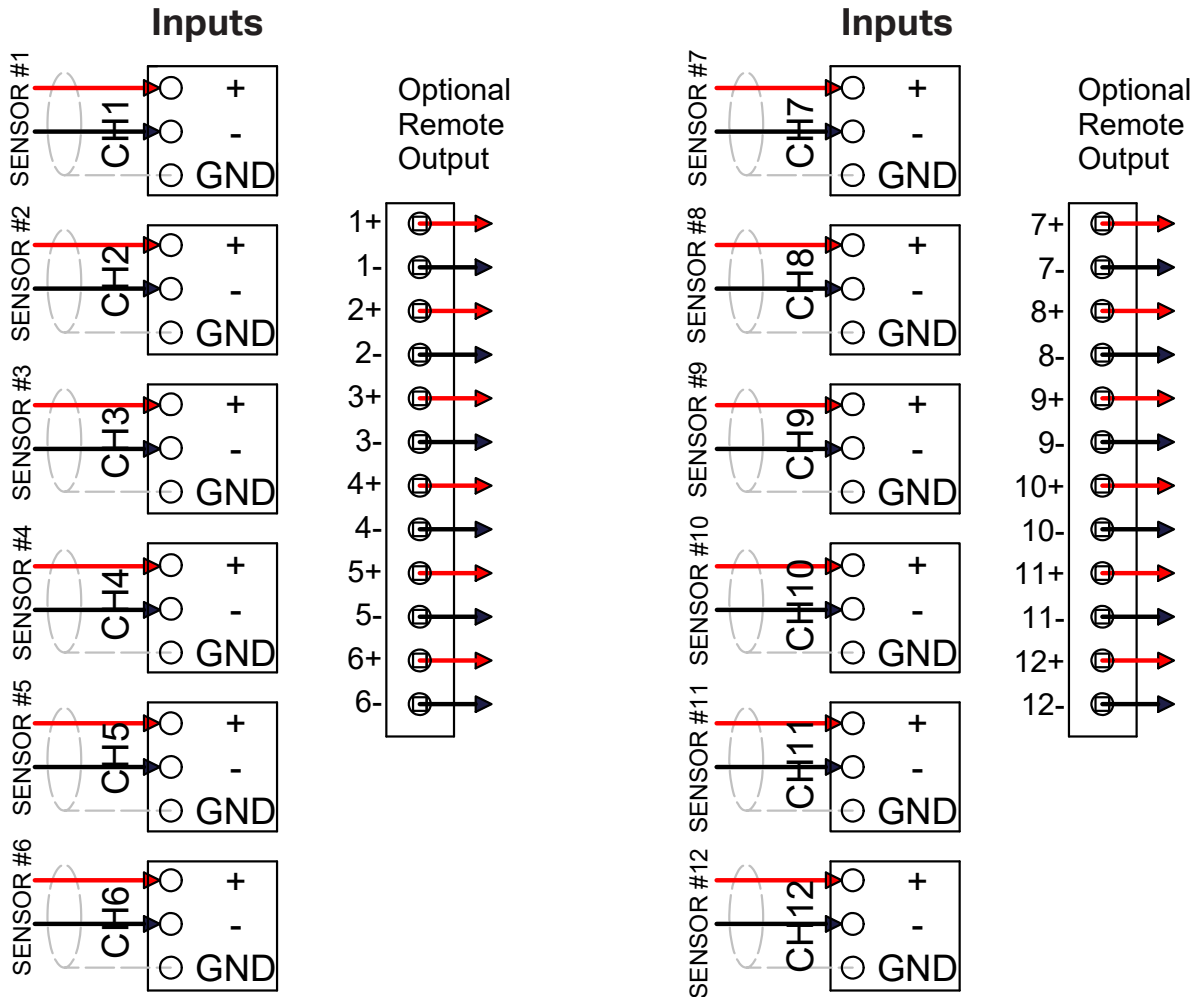 Inputs
SENSOR #1
CH1
+
-
GND
SENSOR #2
CH2
+
-
GND
SENSOR #3
CH3
+
-
GND
SENSOR #4
CH4
+
-
GND
SENSOR #5
CH5
+
-
GND
SENSOR #6
CH6
+
-
GND
Optional
Remote
Output
1+
1-
2+
2-
3+
3-
4+
4-
5+
5-
6+
6-
Inputs
SENSOR #7
CH7
+
-
GND
SENSOR #8
CH8
+
-
GND
SENSOR #9
CH9
+
-
GND
SENSOR #10
CH10
+
-
GND
SENSOR #11
CH11
+
-
GND
SENSOR #12
CH12
+
-
GND
Optional
Remote
Output
7+
7-
8+
8-
9+
9-
10+
10-
11+
11-
12+
12-